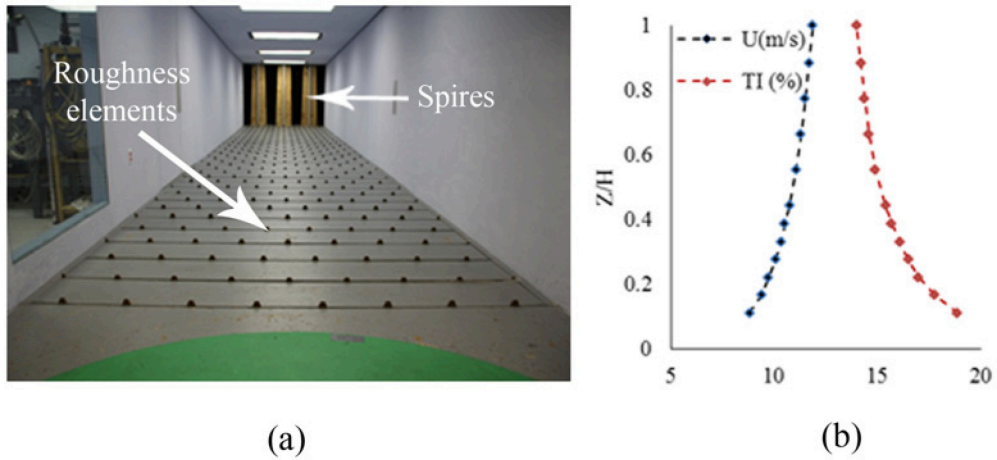 Roughness
elements
Spires
(a)
1
0.8
0.6
0.4
0.2
0
Z/H
U(m/s)
TI (%)
5
10
15
20
(b)